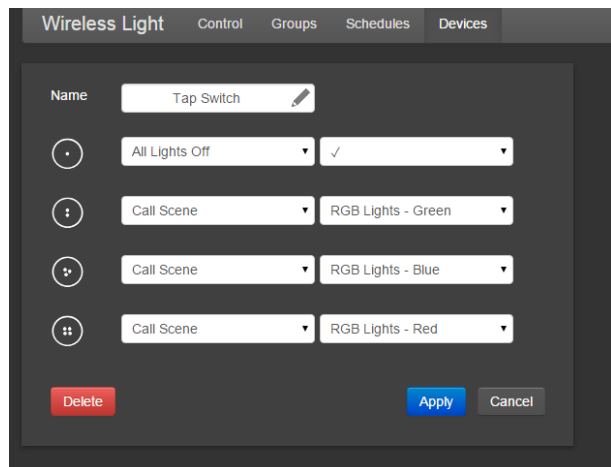 Wireless Light Control Groups Schedules Devices
Name Tap Switch
All Lights Off ✓
Call Scene RGB Lights - Green
Call Scene RGB Lights - Blue
Call Scene RGB Lights - Red
Delete Apply Cancel